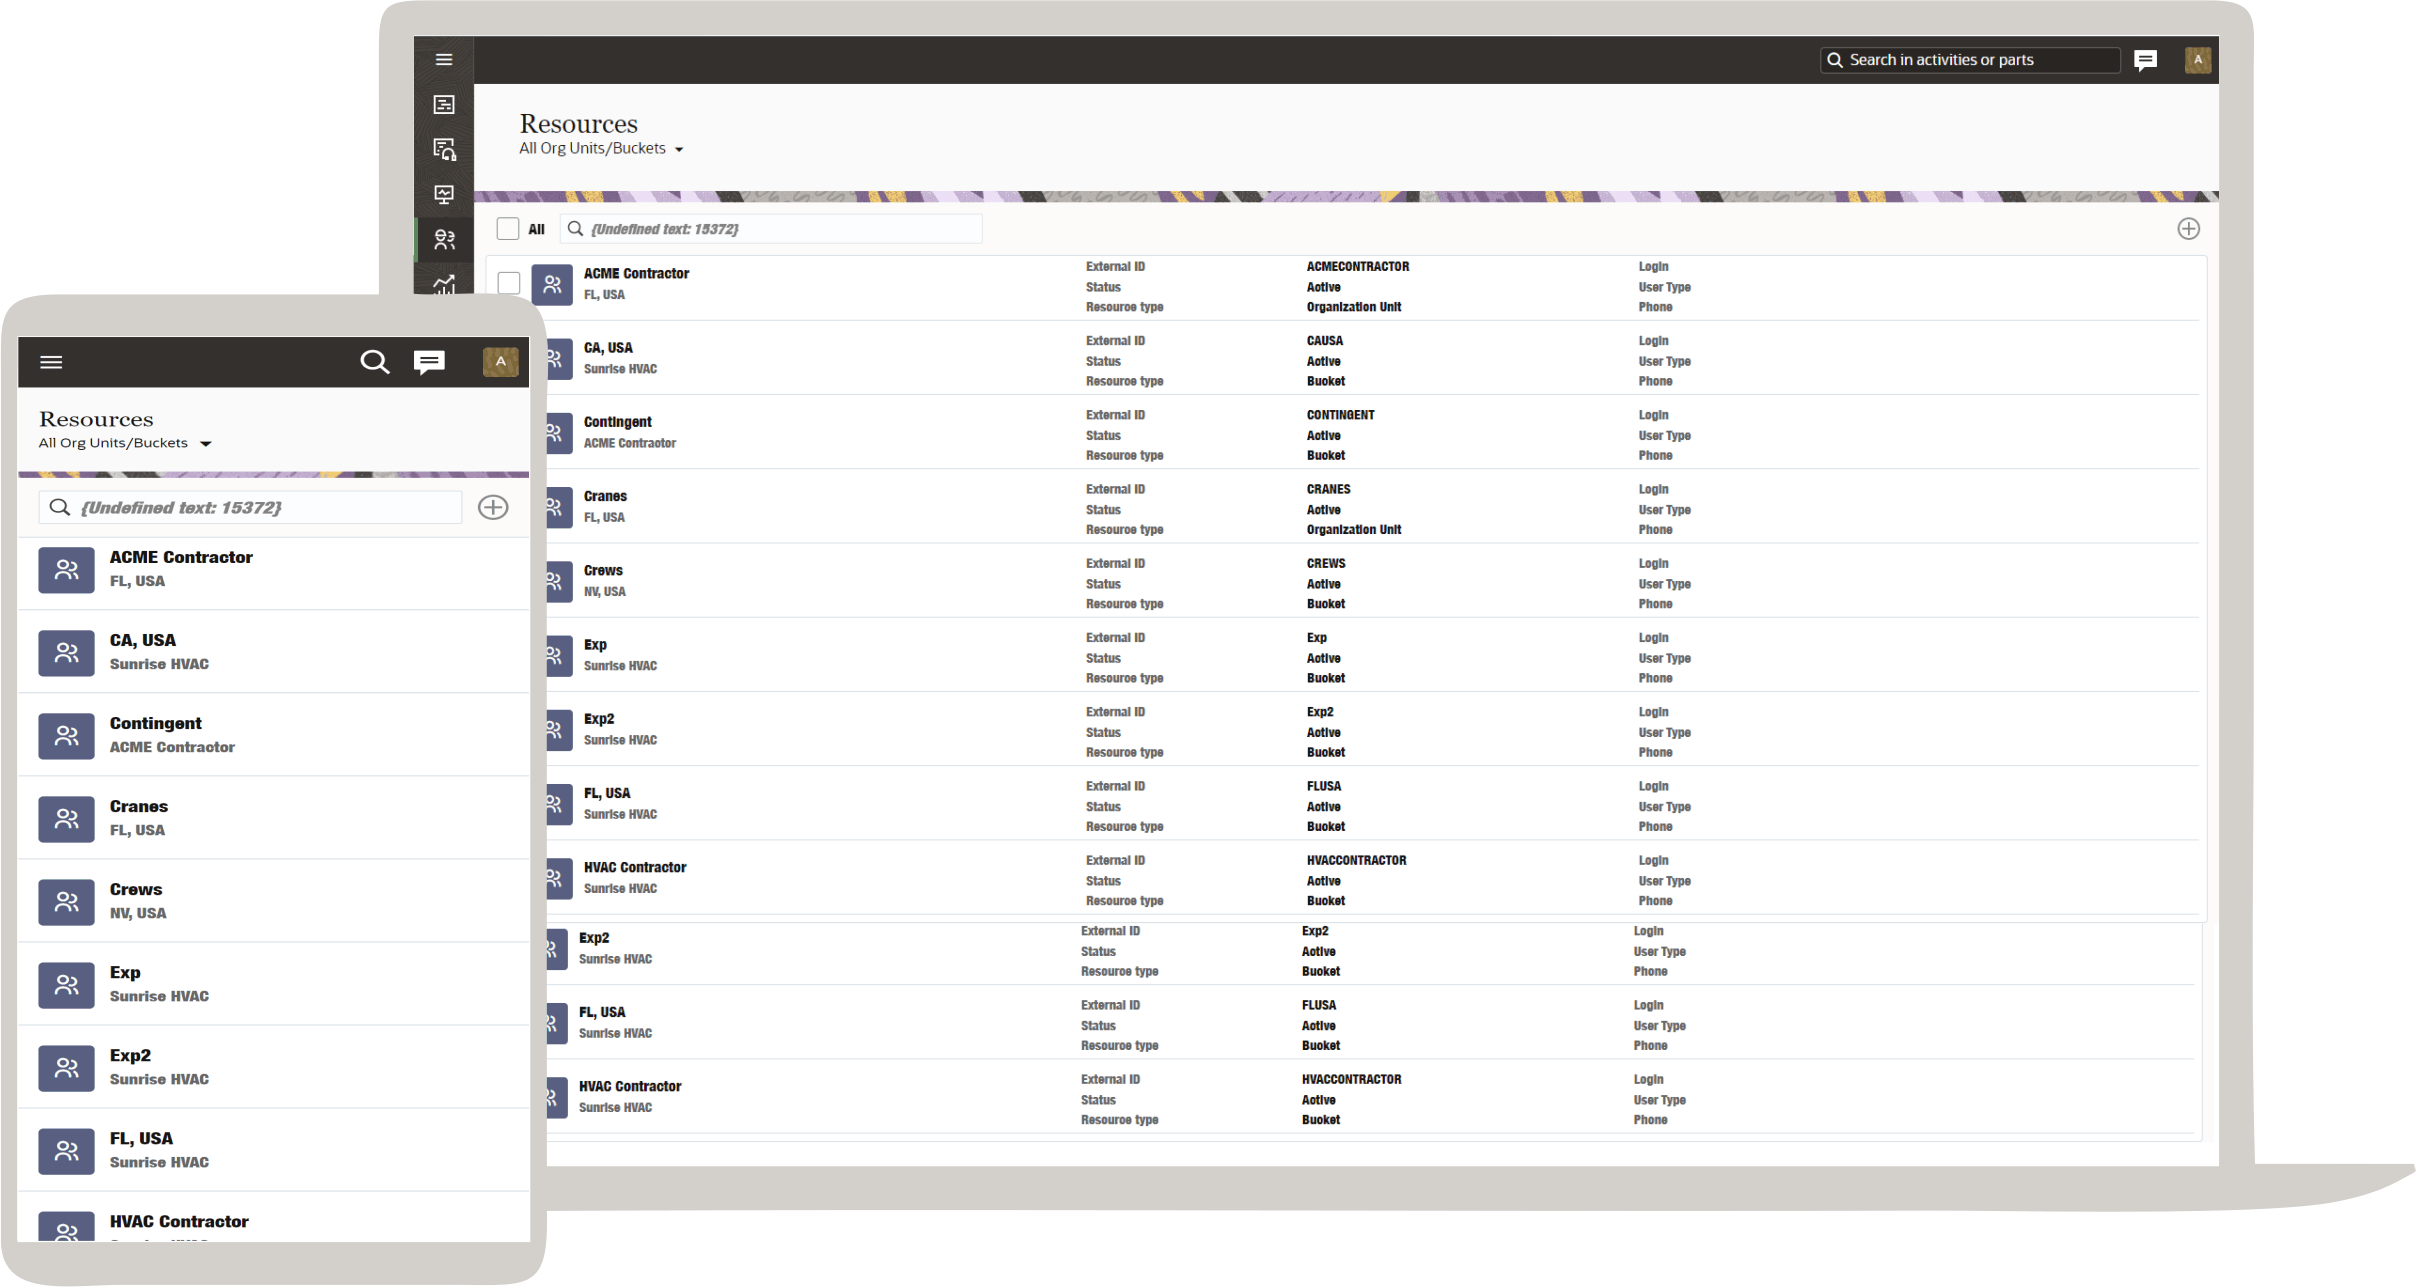 Search in activities or parts
A
Resources
All Org Units/Buckets
All
{Undefined text: 15372}
ACME Contractor
FL, USA
External ID
ACMECONTRACTOR
Login
Status
Active
User Type
Resource type
Organization Unit
Phone
CA, USA
Sunrise HVAC
External ID
CAUSA
Login
Status
Active
User Type
Resource type
Bucket
Phone
Contingent
ACME Contractor
External ID
CONTINGENT
Login
Status
Active
User Type
Resource type
Bucket
Phone
Cranes
FL, USA
External ID
CRANES
Login
Status
Active
User Type
Resource type
Organization Unit
Phone
Crews
NV, USA
External ID
CREWS
Login
Status
Active
User Type
Resource type
Bucket
Phone
Exp
Sunrise HVAC
External ID
Exp
Login
Status
Active
User Type
Resource type
Bucket
Phone
Exp2
Sunrise HVAC
External ID
Exp2
Login
Status
Active
User Type
Resource type
Bucket
Phone
FL, USA
Sunrise HVAC
External ID
FLUSA
Login
Status
Active
User Type
Resource type
Bucket
Phone
HVAC Contractor
Sunrise HVAC
External ID
HVACCONTRACTOR
Login
Status
Active
User Type
Resource type
Bucket
Phone
Exp2
Sunrise HVAC
External ID
Exp2
Login
Status
Active
User Type
Resource type
Bucket
Phone
FL, USA
Sunrise HVAC
External ID
FLUSA
Login
Status
Active
User Type
Resource type
Bucket
Phone
HVAC Contractor
Sunrise HVAC
External ID
HVACCONTRACTOR
Login
Status
Active
User Type
Resource type
Bucket
Phone
A
Resources
All Org Units/Buckets
{Undefined text: 15372}
ACME Contractor
FL, USA
CA, USA
Sunrise HVAC
Contingent
ACME Contractor
Cranes
FL, USA
Crews
NV, USA
Exp
Sunrise HVAC
Exp2
Sunrise HVAC
FL, USA
Sunrise HVAC
HVAC Contractor